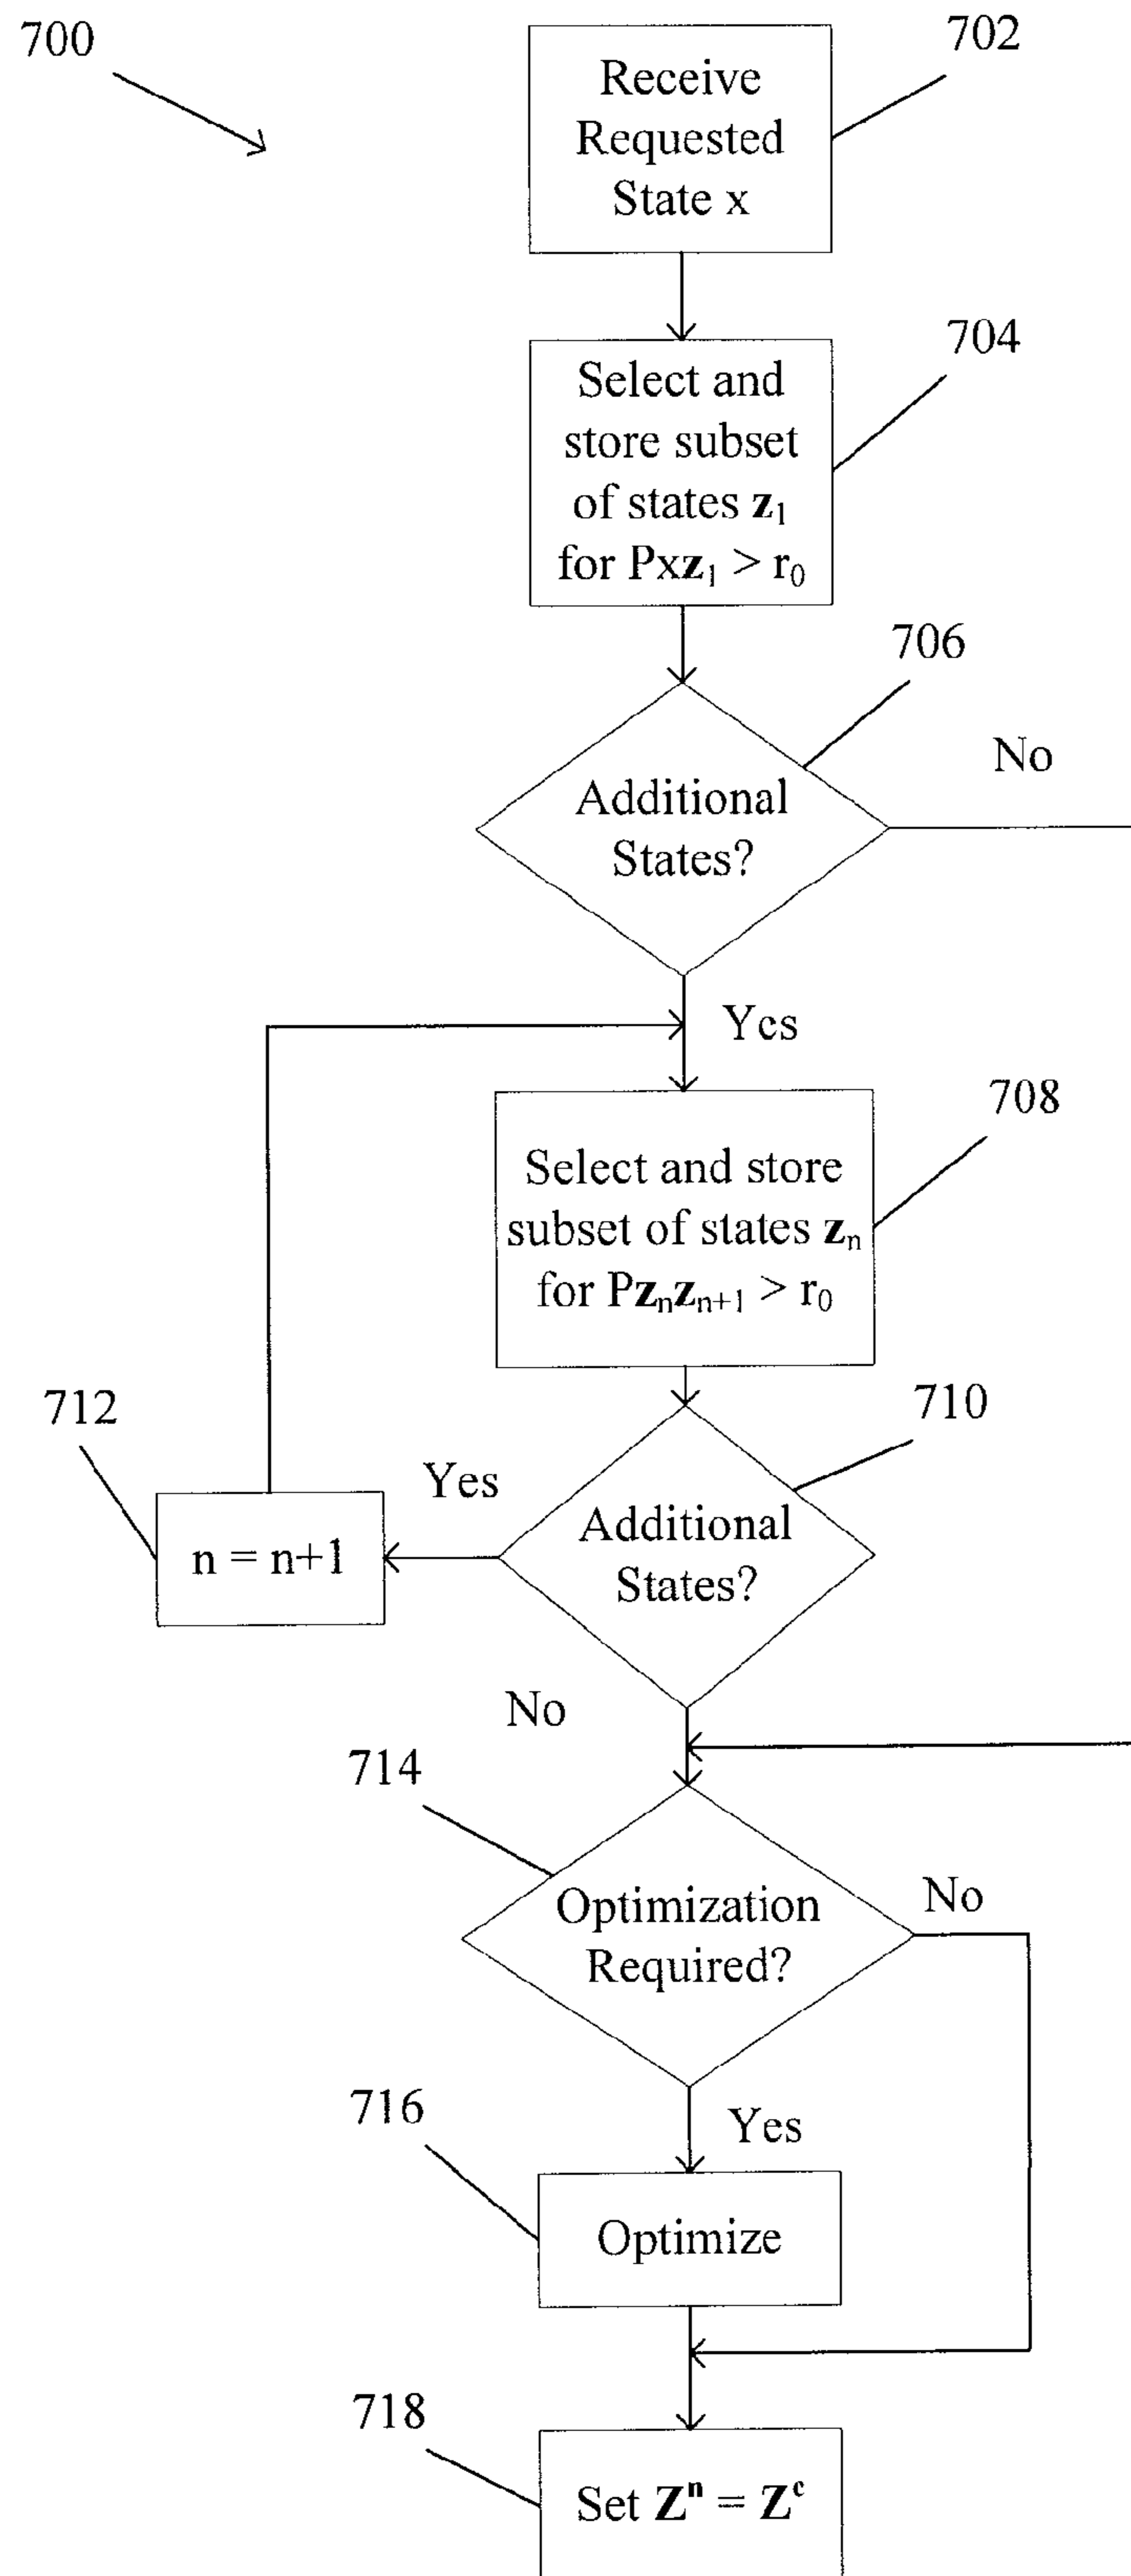 700
702
Receive
Requested
State x
704
Select and
store subset
of states z₁
for Pxz₁ > r₀
706
No
Additional
States?
Yes
708
Select and store
subset of states zₙ
for Pzₙzₙ₊₁ > r₀
710
712
Yes
n = n+1
Additional
States?
No
714
No
Optimization
Required?
716
Yes
Optimize
718
Set Zⁿ = Zᶜ